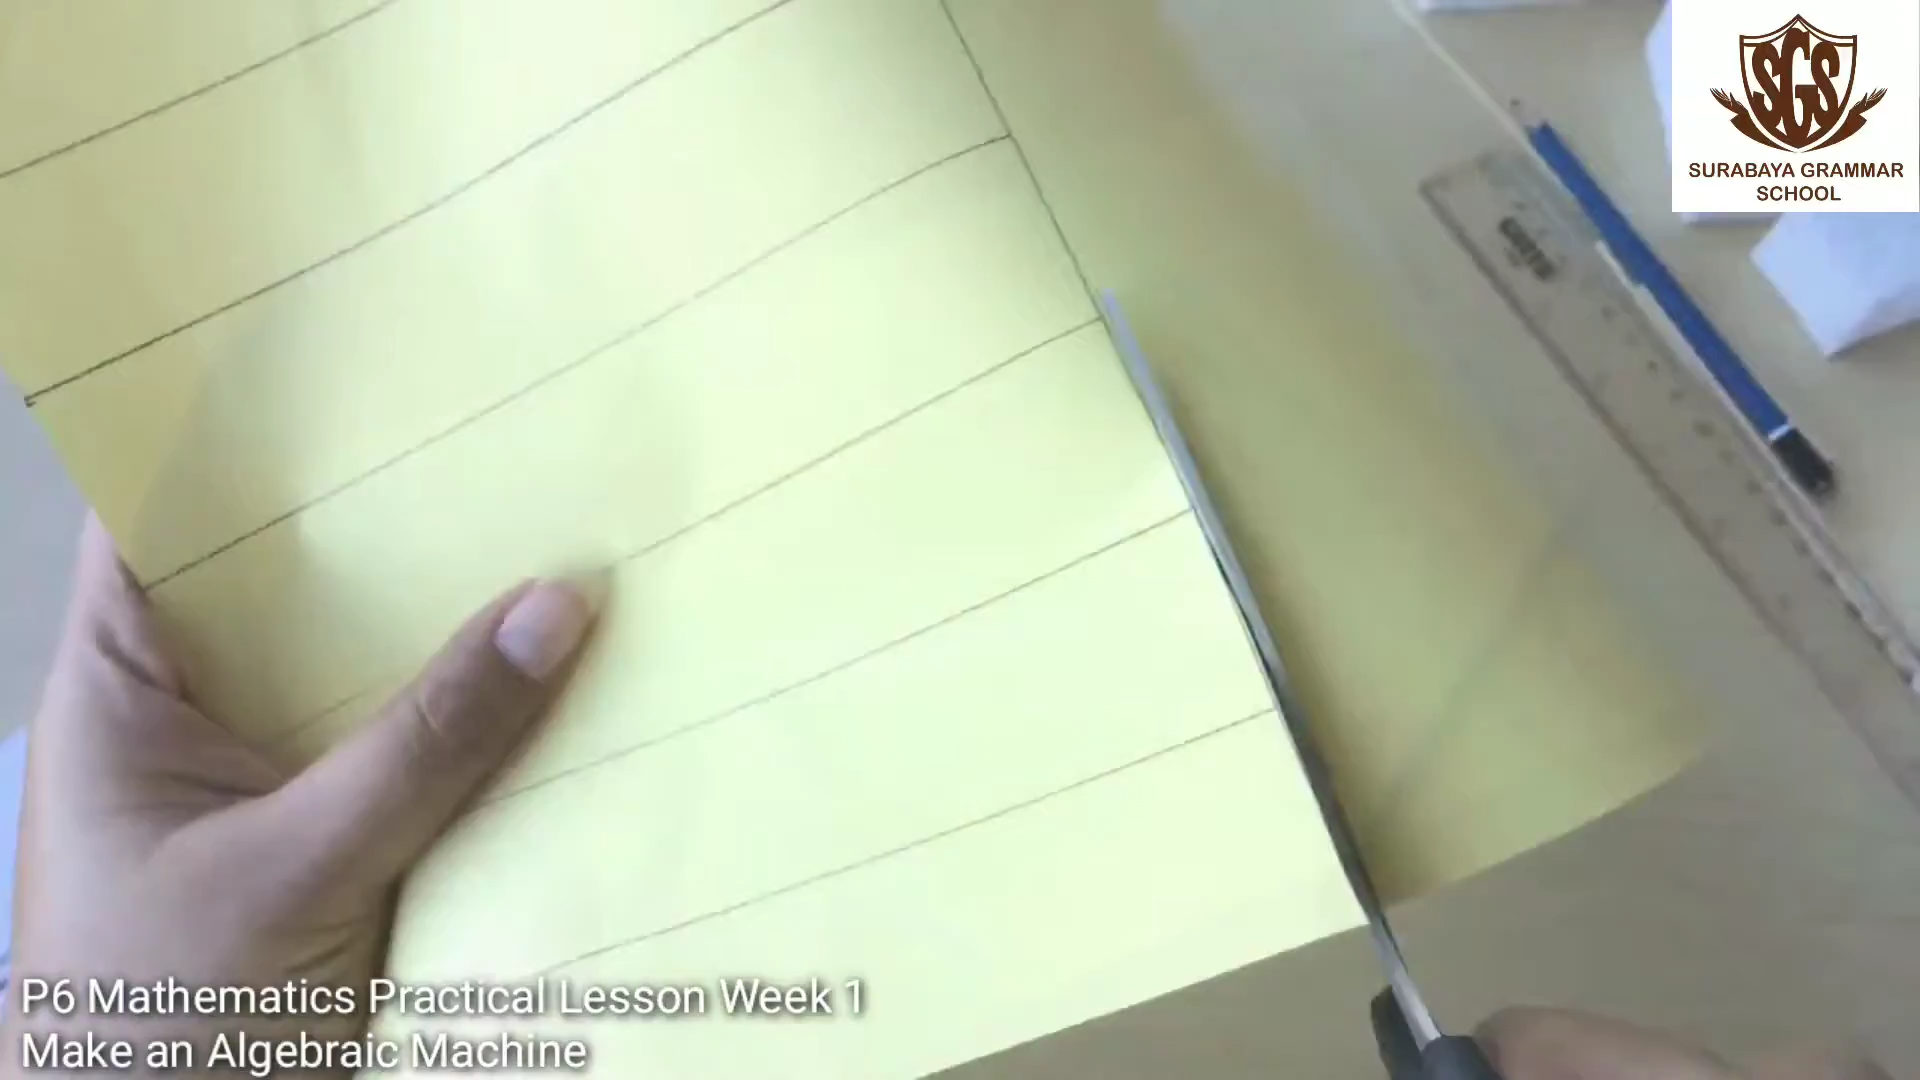 SGS
SURABAYA GRAMMAR
SCHOOL
P6 Mathematics Practical Lesson Week 1
Make an Algebraic Machine